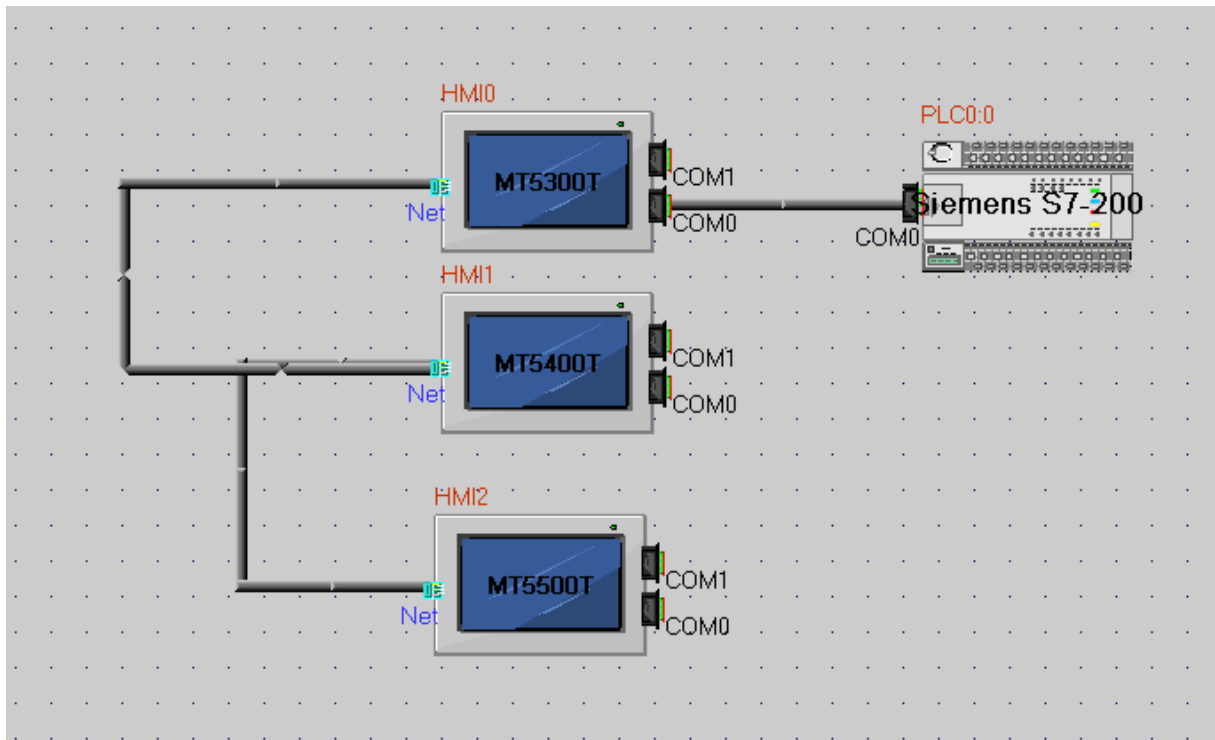 HMI0
PLC0:0
MT5300T
COM1
Net
COM0
Siemens S7-200
COM0
HMI1
MT5400T
COM1
Net
COM0
HMI2
MT5500T
COM1
Net
COM0